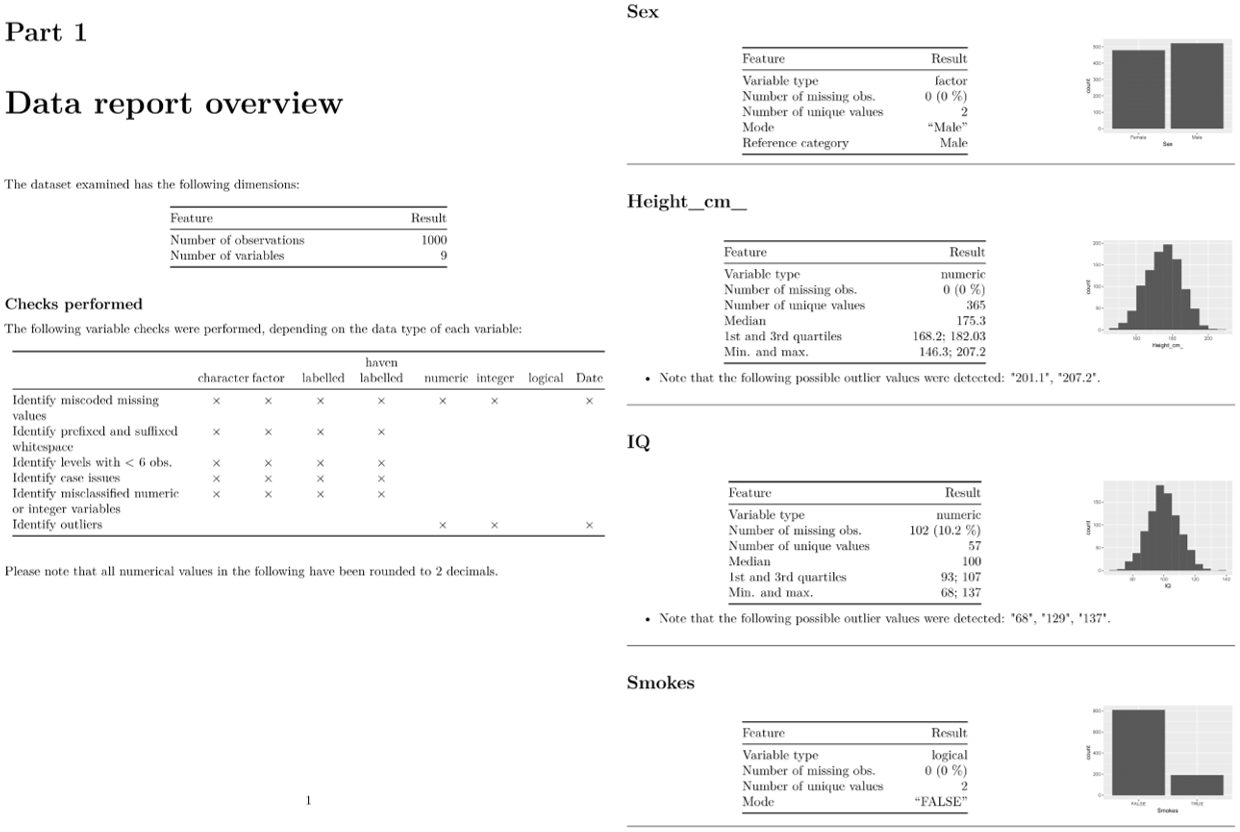 Part 1
Data report overview
The dataset examined has the following dimensions:
Feature Result
Number of observations 1000
Number of variables 9
Checks performed
The following variable checks were performed, depending on the data type of each variable:
haven
character factor labelled labelled numeric integer logical Date
Identify miscoded missing × × × × × × ×
values
Identify prefixed and suffixed × × × ×
whitespace
Identify levels with < 6 obs. × × × ×
Identify case issues × × × ×
Identify misclassified numeric × × × ×
or integer variables
Identify outliers × × ×
Please note that all numerical values in the following have been rounded to 2 decimals.
1
Sex
Feature Result
Variable type factor
Number of missing obs. 0 (0 %)
Number of unique values 2
Mode “Male”
Reference category Male
500
400
300
200
100
0
count
Female Male
Sex
Height_cm_
Feature Result
Variable type numeric
Number of missing obs. 0 (0 %)
Number of unique values 365
Median 175.3
1st and 3rd quartiles 168.2; 182.03
Min. and max. 146.3; 207.2
200
150
100
50
0
count
160 180 200
Height_cm_
• Note that the following possible outlier values were detected: "201.1", "207.2".
IQ
Feature Result
Variable type numeric
Number of missing obs. 102 (10.2 %)
Number of unique values 57
Median 100
1st and 3rd quartiles 93; 107
Min. and max. 68; 137
150
100
50
0
count
80 100 120 140
IQ
• Note that the following possible outlier values were detected: "68", "129", "137".
Smokes
Feature Result
Variable type logical
Number of missing obs. 0 (0 %)
Number of unique values 2
Mode “FALSE”
800
600
400
200
0
count
FALSE TRUE
Smokes